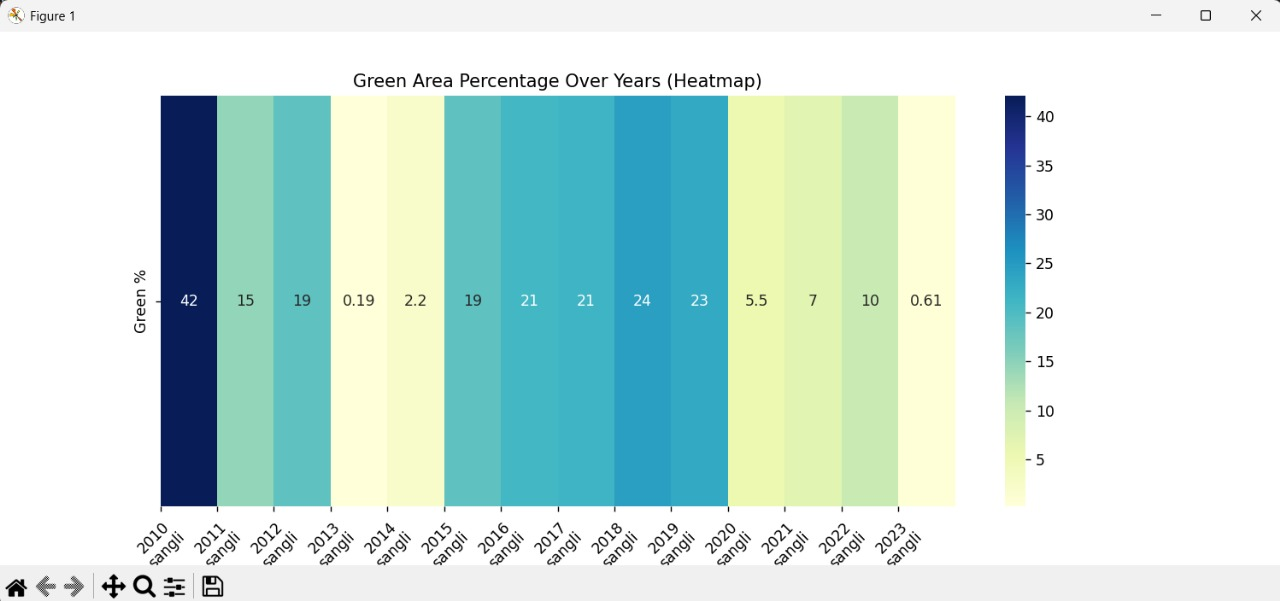 Figure 1
Green Area Percentage Over Years (Heatmap)
Green %
42 15 19 0.19 2.2 19 21 21 24 23 5.5 7 10 0.61
40
35
30
25
20
15
10
5
2010
sangli
2011
sangli
2012
sangli
2013
sangli
2014
sangli
2015
sangli
2016
sangli
2017
sangli
2018
sangli
2019
sangli
2020
sangli
2021
sangli
2022
sangli
2023
sangli